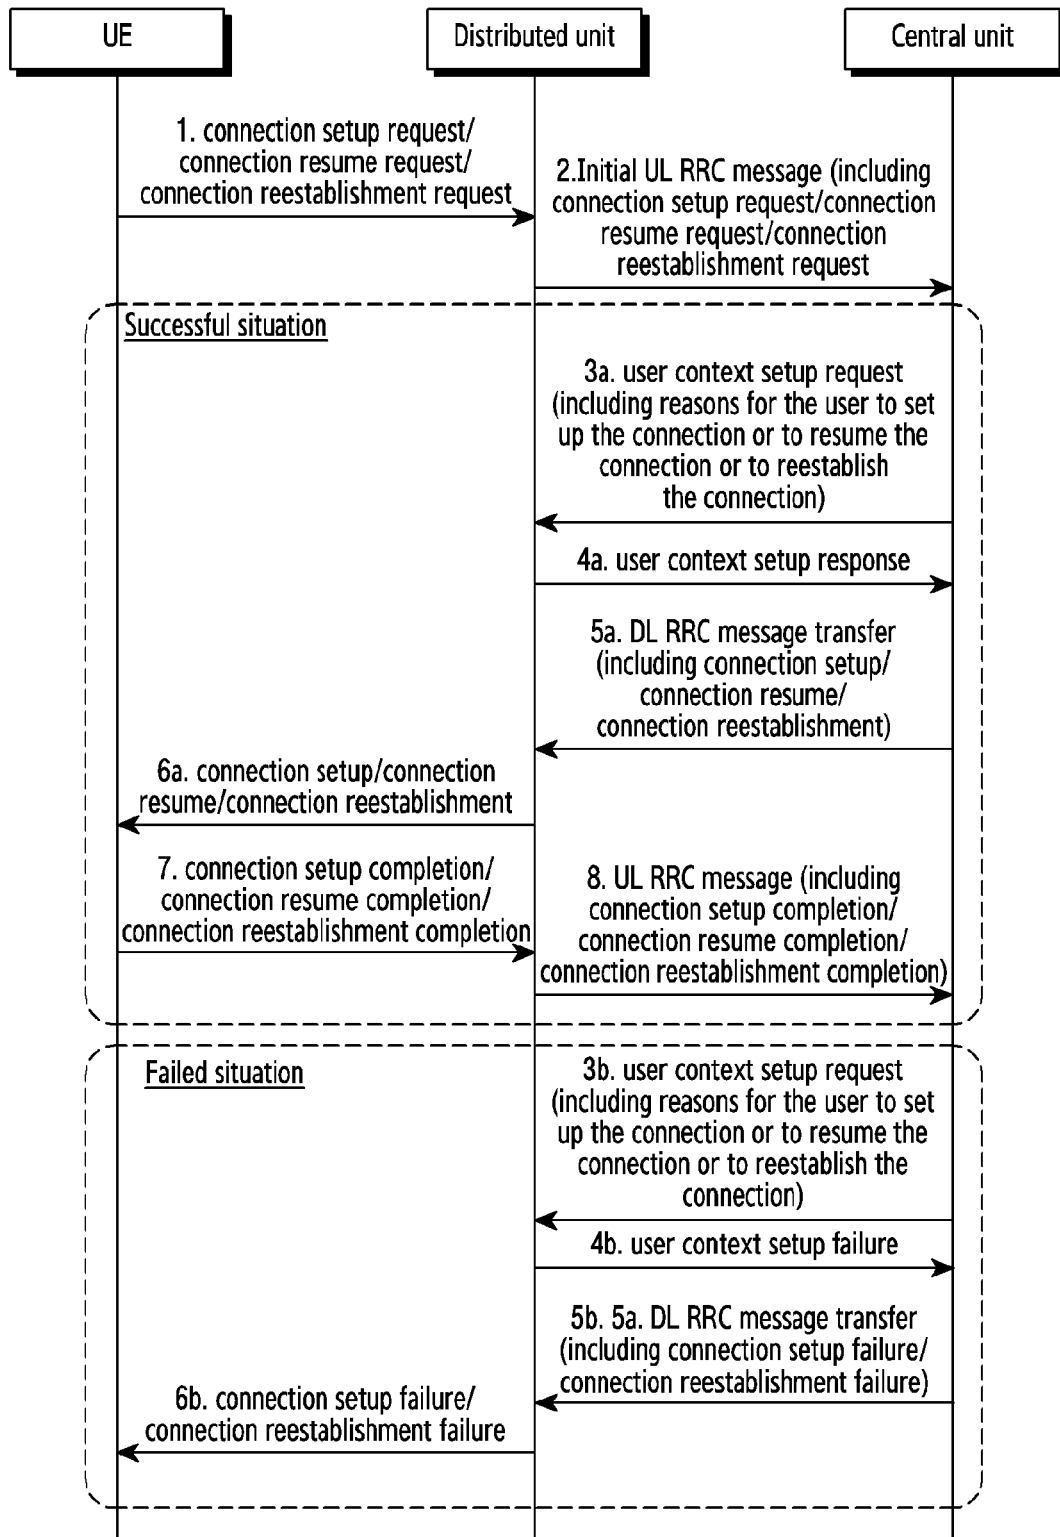 UE
Distributed unit
Central unit
1. connection setup request/
connection resume request/
connection reestablishment request
2.Initial UL RRC message (including
connection setup request/connection
resume request/connection
reestablishment request
Successful situation
3a. user context setup request
(including reasons for the user to set
up the connection or to resume the
connection or to reestablish
the connection)
4a. user context setup response
5a. DL RRC message transfer
(including connection setup/
connection resume/
connection reestablishment)
6a. connection setup/connection
resume/connection reestablishment
7. connection setup completion/
connection resume completion/
connection reestablishment completion
8. UL RRC message (including
connection setup completion/
connection resume completion/
connection reestablishment completion)
Failed situation
3b. user context setup request
(including reasons for the user to set
up the connection or to resume the
connection or to reestablish the
connection)
4b. user context setup failure
5b. 5a. DL RRC message transfer
(including connection setup failure/
connection reestablishment failure)
6b. connection setup failure/
connection reestablishment failure